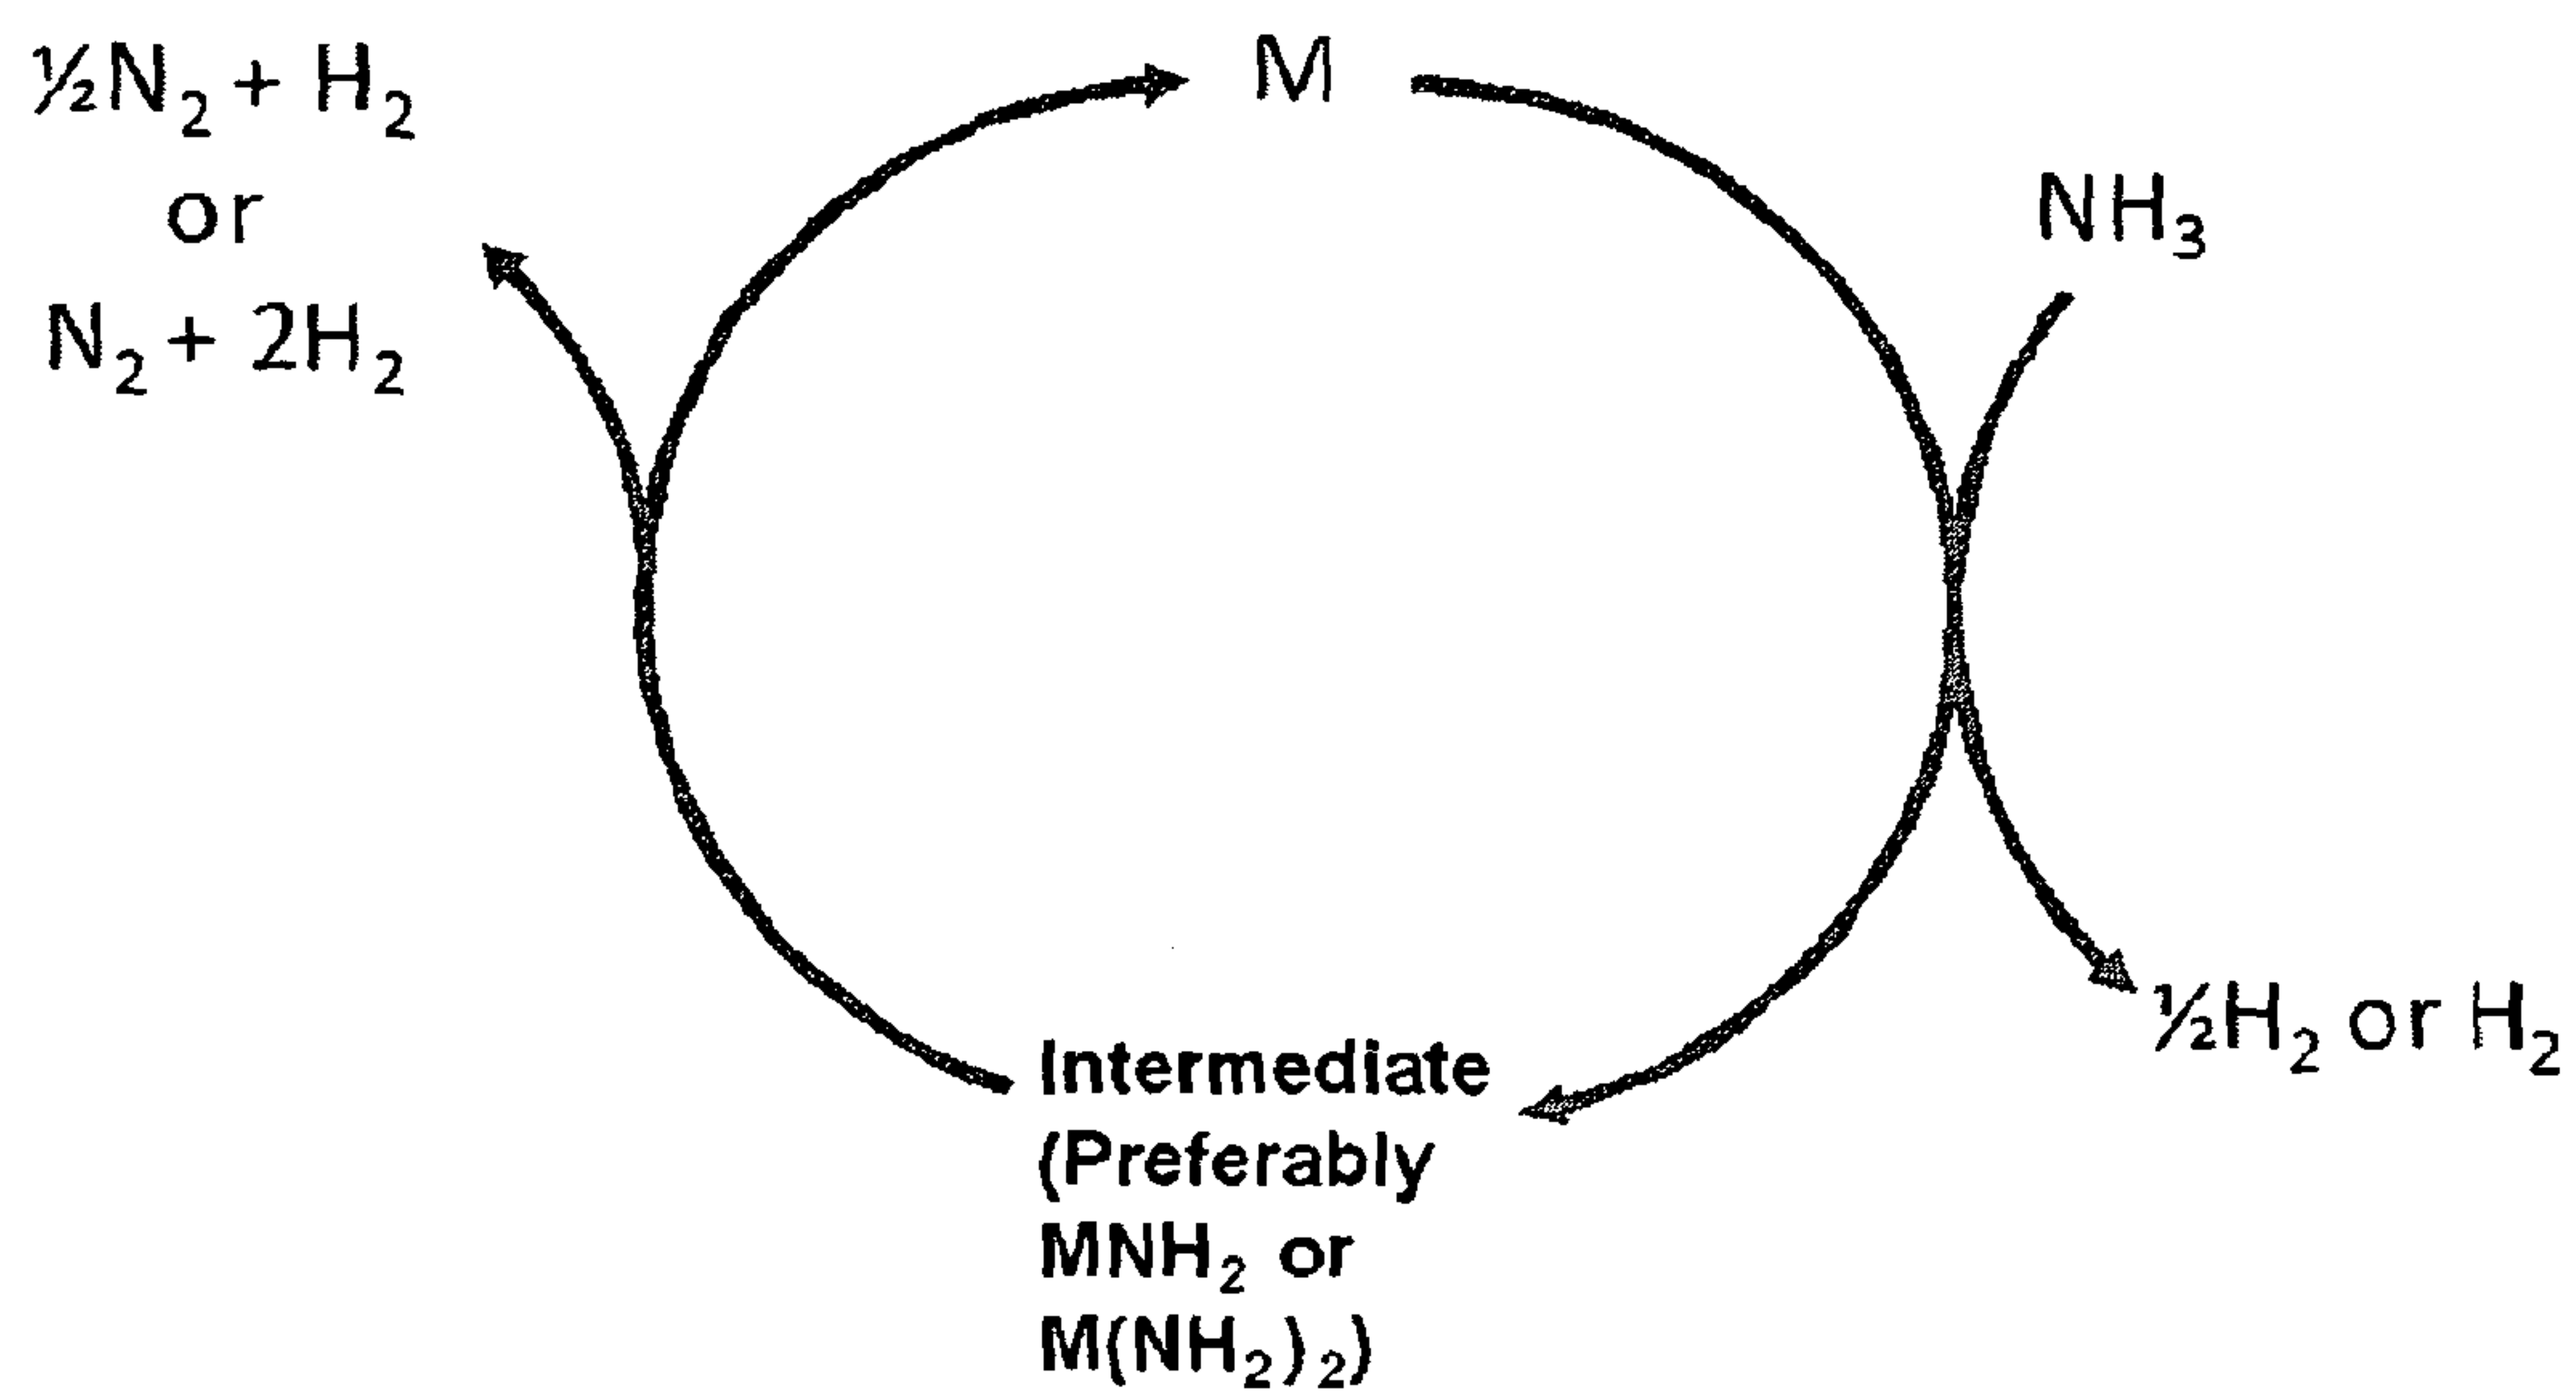 ½N₂ + H₂
or
N₂ + 2H₂
M
NH₃
½H₂ or H₂
Intermediate
(Preferably
MNH₂ or
M(NH₂)₂)